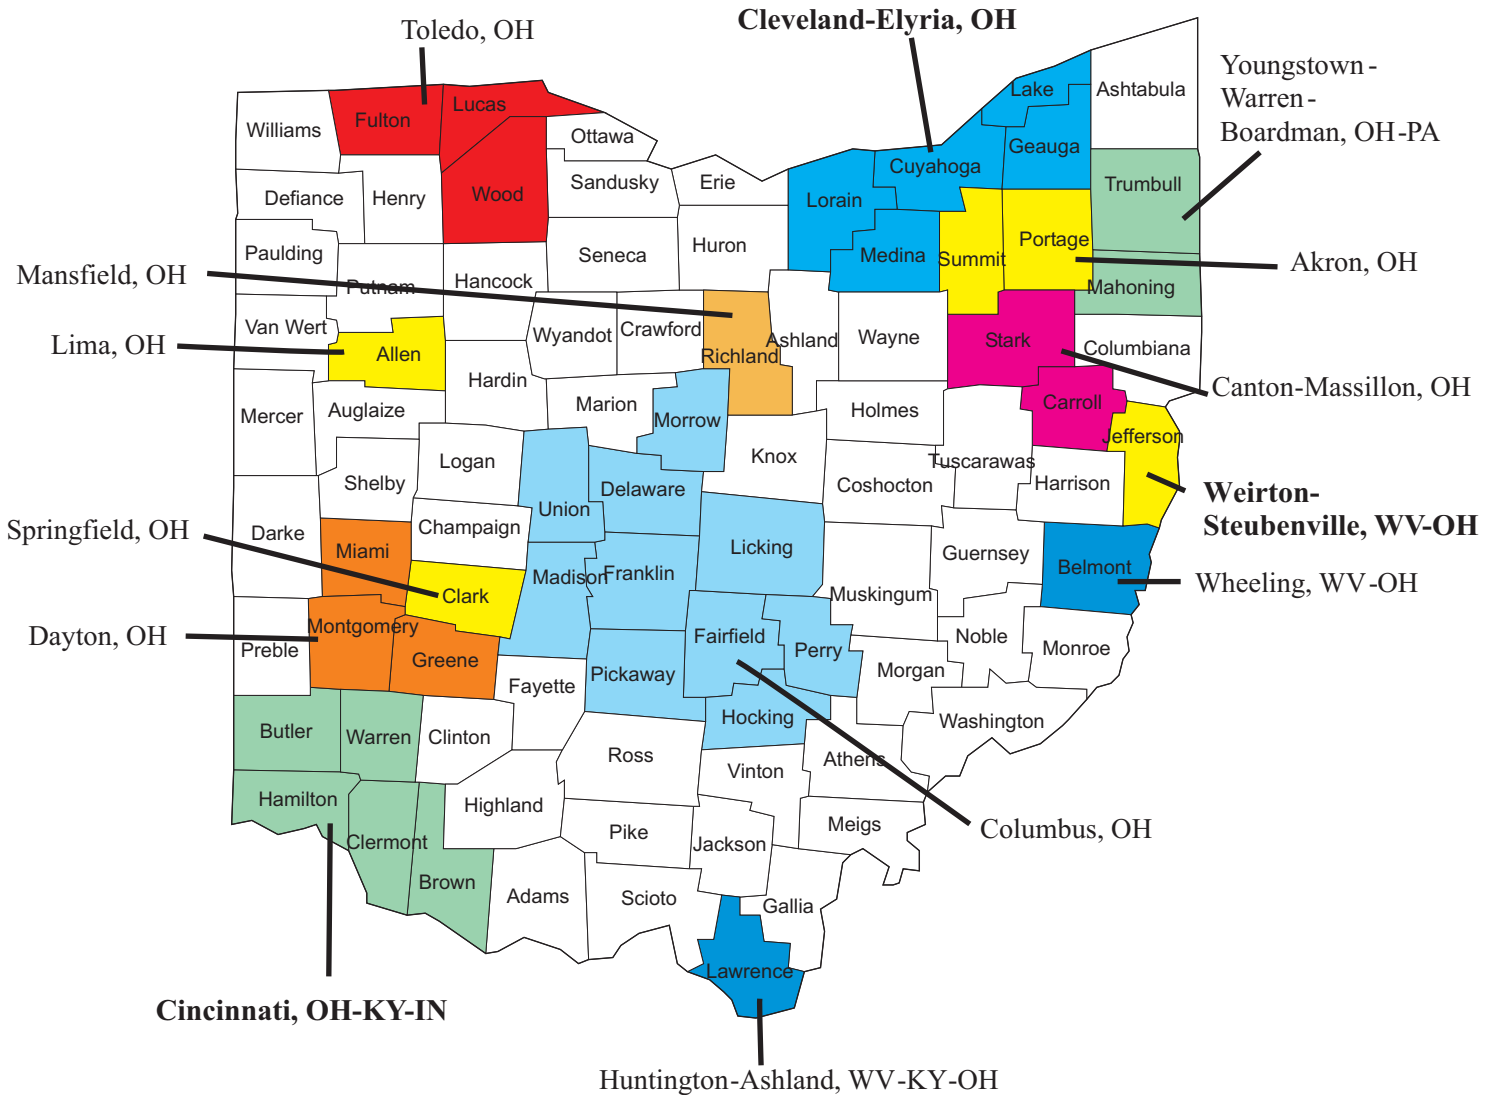 Cleveland-Elyria, OH
Toledo, OH
Youngstown-
Warren-
Boardman, OH-PA
Lake
Ashtabula
Lucas
Fulton
Williams
Ottawa
Geauga
Cuyahoga
Sandusky
Erie
Trumbull
Wood
Defiance
Henry
Lorain
Portage
Huron
Paulding
Seneca
Medina
Summit
Akron, OH
Mansfield, OH
Putnam
Hancock
Mahoning
Van Wert
Wyandot
Crawford
Ashland
Wayne
Stark
Columbiana
Lima, OH
Allen
Richland
Hardin
Canton-Massillon, OH
Mercer
Auglaize
Marion
Morrow
Holmes
Carroll
Jefferson
Logan
Knox
Tuscarawas
Shelby
Delaware
Coshocton
Harrison
Weirton-
Steubenville, WV-OH
Union
Springfield, OH
Darke
Champaign
Miami
Licking
Guernsey
Belmont
Wheeling, WV-OH
Madison
Franklin
Clark
Muskingum
Dayton, OH
Montgomery
Preble
Greene
Fairfield
Perry
Noble
Monroe
Morgan
Pickaway
Fayette
Hocking
Washington
Butler
Warren
Clinton
Ross
Vinton
Athens
Hamilton
Highland
Clermont
Pike
Jackson
Meigs
Columbus, OH
Brown
Adams
Scioto
Gallia
Lawrence
Cincinnati, OH-KY-IN
Huntington-Ashland, WV-KY-OH